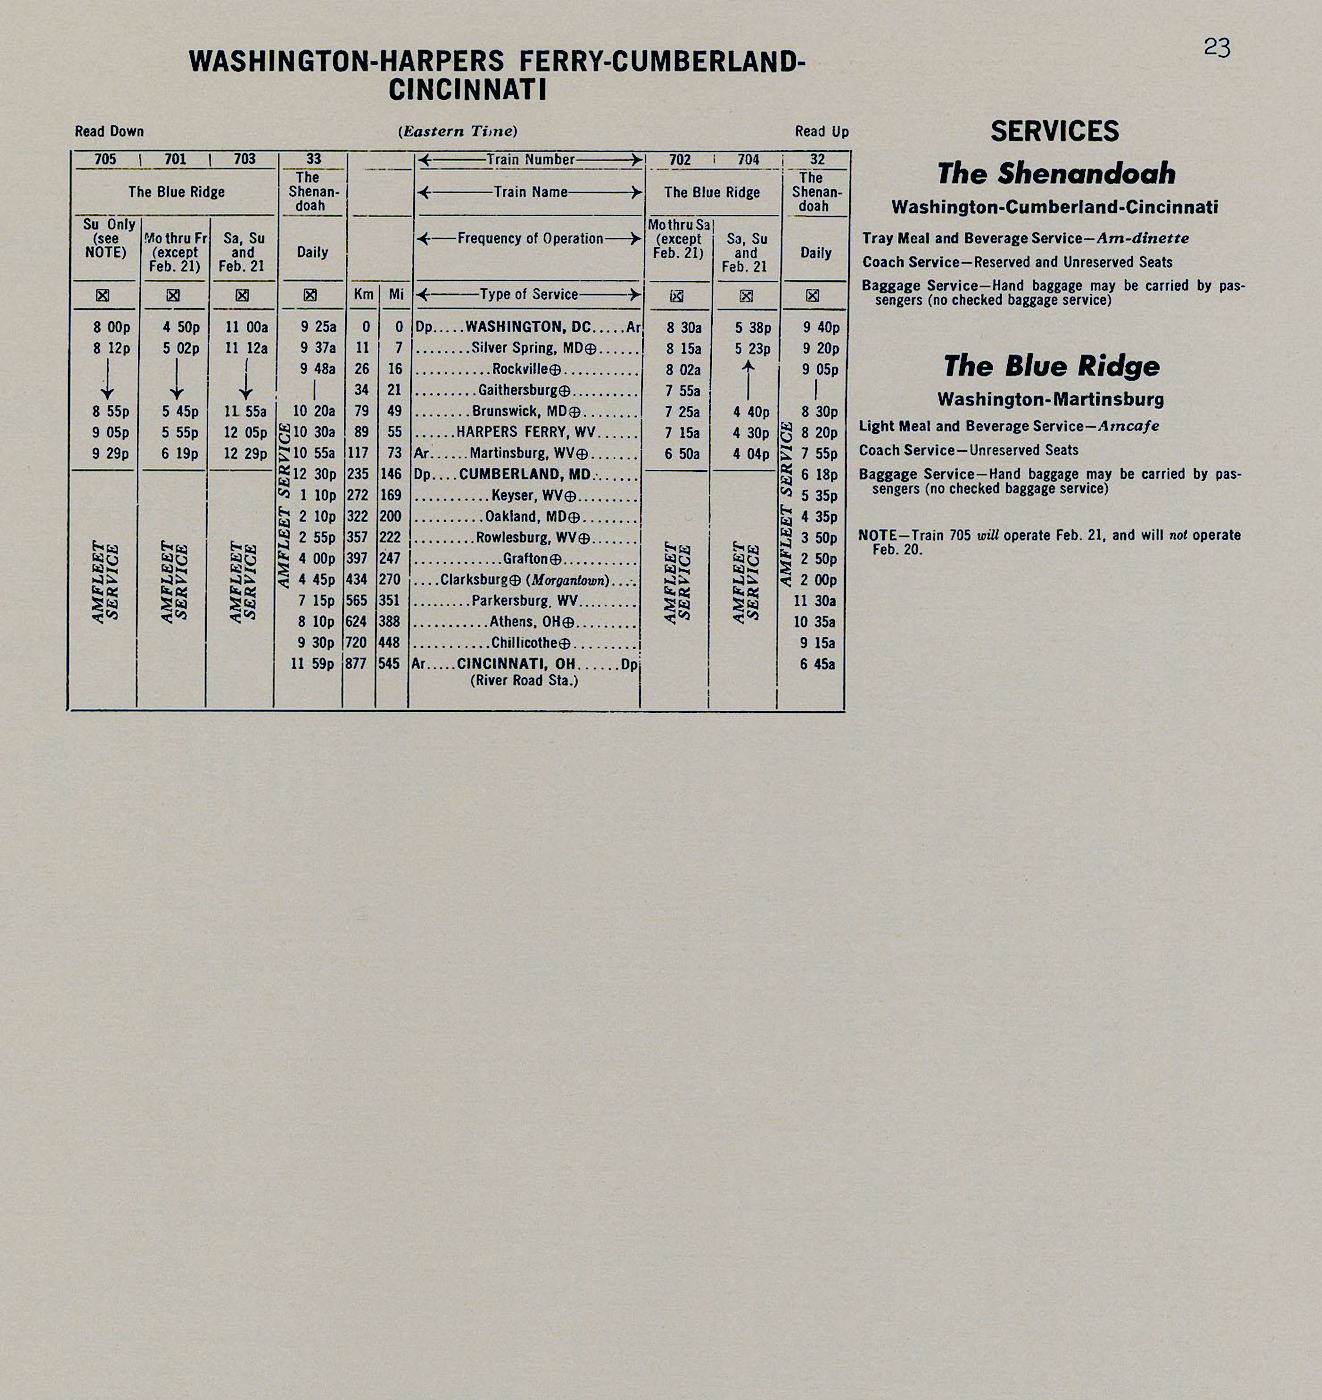 23
WASHINGTON-HARPERS FERRY-CUMBERLAND-
CINCINNATI
Read Down (Eastern Time) Read Up
705 701 703 33 Train Number 702 704 32
The Blue Ridge The Shenan-doah Train Name The Blue Ridge The Shenan-doah
Su Only (see NOTE) Mo thru Fr (except Feb. 21) Sa, Su and Feb. 21 Daily Frequency of Operation Mo thru Sa (except Feb. 21) Sa, Su and Feb. 21 Daily
☒ ☒ ☒ ☒ Km Mi Type of Service ☒ ☒ ☒
8 00p 4 50p 11 00a 9 25a 0 0 Dp.....WASHINGTON, DC.....Ar 8 30a 5 38p 9 40p
8 12p 5 02p 11 12a 9 37a 11 7 ........Silver Spring, MD⊕...... 8 15a 5 23p 9 20p
9 48a 26 16 ...........Rockville⊕........... 8 02a 9 05p
34 21 .........Gaithersburg⊕.......... 7 55a
8 55p 5 45p 11 55a 10 20a 79 49 ........Brunswick, MD⊕........ 7 25a 4 40p 8 30p
9 05p 5 55p 12 05p 10 30a 89 55 ......HARPERS FERRY, WV...... 7 15a 4 30p 8 20p
9 29p 6 19p 12 29p 10 55a 117 73 Ar......Martinsburg, WV⊕....... 6 50a 4 04p 7 55p
12 30p 235 146 Dp....CUMBERLAND, MD....... 6 18p
1 10p 272 169 ...........Keyser, WV⊕......... 5 35p
2 10p 322 200 ..........Oakland, MD⊕........ 4 35p
2 55p 357 222 .........Rowlesburg, WV⊕....... 3 50p
4 00p 397 247 .............Grafton⊕........... 2 50p
4 45p 434 270 ....Clarksburg⊕ (Morgantown).... 2 00p
7 15p 565 351 ........Parkersburg, WV......... 11 30a
8 10p 624 388 ...........Athens, OH⊕......... 10 35a
9 30p 720 448 ...........Chillicothe⊕.......... 9 15a
11 59p 877 545 Ar.....CINCINNATI, OH......Dp 6 45a
(River Road Sta.)
AMFLEET SERVICE
AMFLEET SERVICE
AMFLEET SERVICE
AMFLEET SERVICE
AMFLEET SERVICE
AMFLEET SERVICE
AMFLEET SERVICE
SERVICES
The Shenandoah
Washington-Cumberland-Cincinnati
Tray Meal and Beverage Service—Am-dinette
Coach Service—Reserved and Unreserved Seats
Baggage Service—Hand baggage may be carried by pas-
sengers (no checked baggage service)
The Blue Ridge
Washington-Martinsburg
Light Meal and Beverage Service—Amcafe
Coach Service—Unreserved Seats
Baggage Service—Hand baggage may be carried by pas-
sengers (no checked baggage service)
NOTE—Train 705 will operate Feb. 21, and will not operate
Feb. 20.